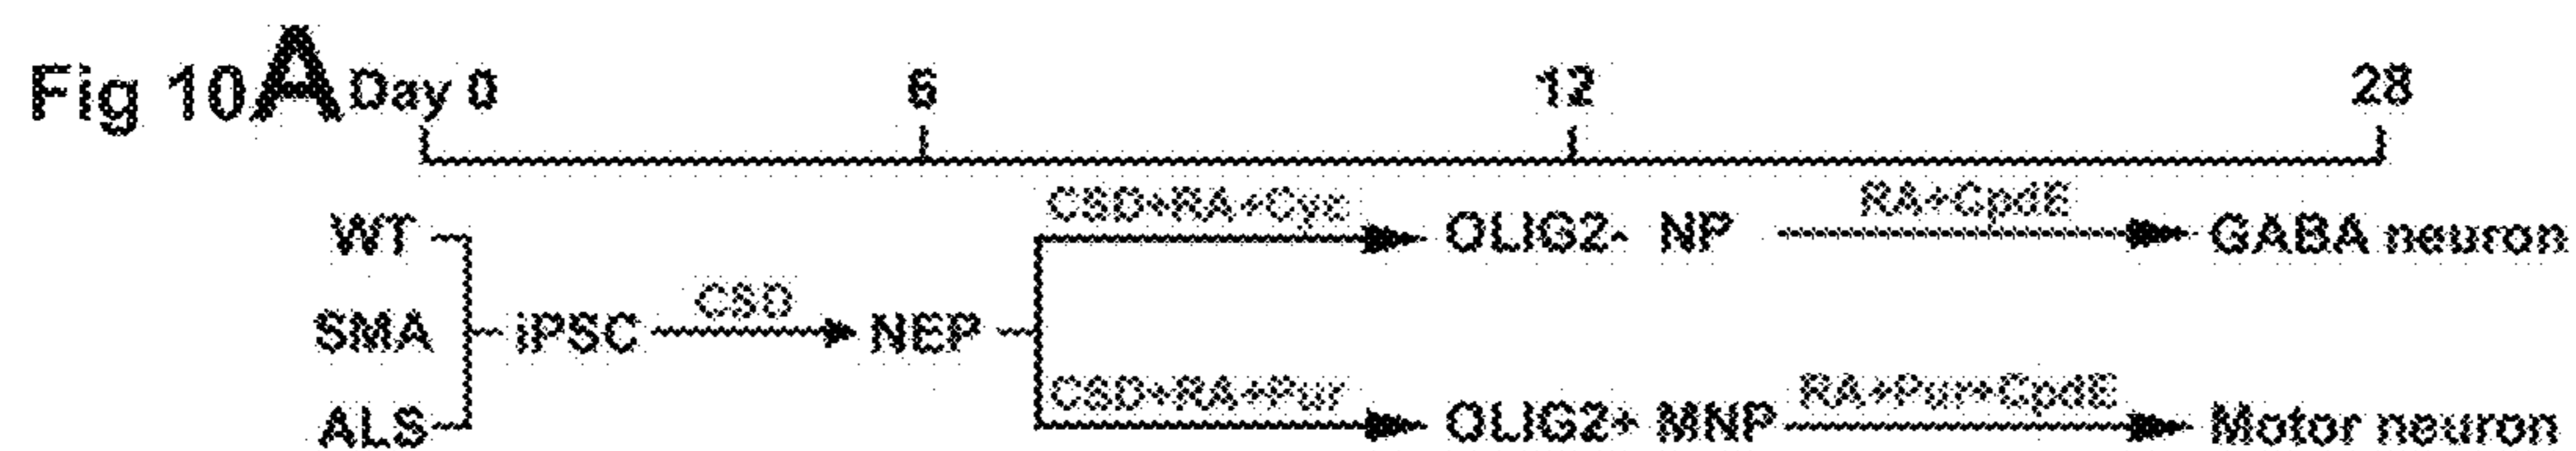 Fig 10A Day 0 6 12 28
WT CSD+RA+Cyc OLIG2- NP RA+CpdE GABA neuron
SMA iPSC CSD NEP
ALS CSD+RA+Pur OLIG2+ MNP RA+Pur+CpdE Motor neuron